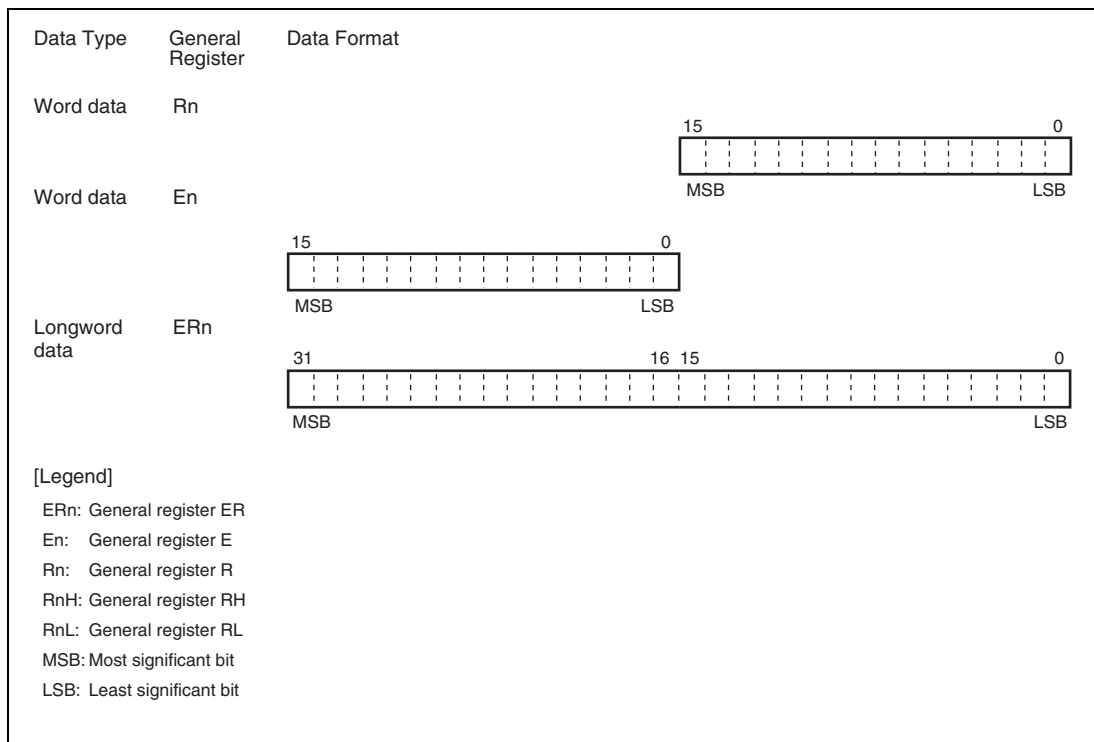 Data Type General Register Data Format
Word data Rn
15 0
MSB LSB
Word data En
15 0
MSB LSB
Longword data ERn
31 16 15 0
MSB LSB
[Legend]
ERn: General register ER
En: General register E
Rn: General register R
RnH: General register RH
RnL: General register RL
MSB: Most significant bit
LSB: Least significant bit